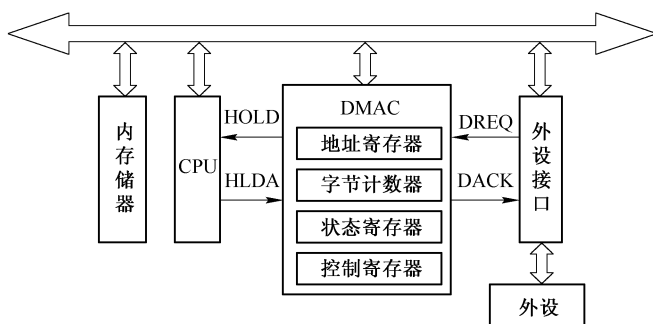 内存储器
CPU
HOLD
HLDA
DMAC
地址寄存器
字节计数器
状态寄存器
控制寄存器
DREQ
DACK
外设接口
外设